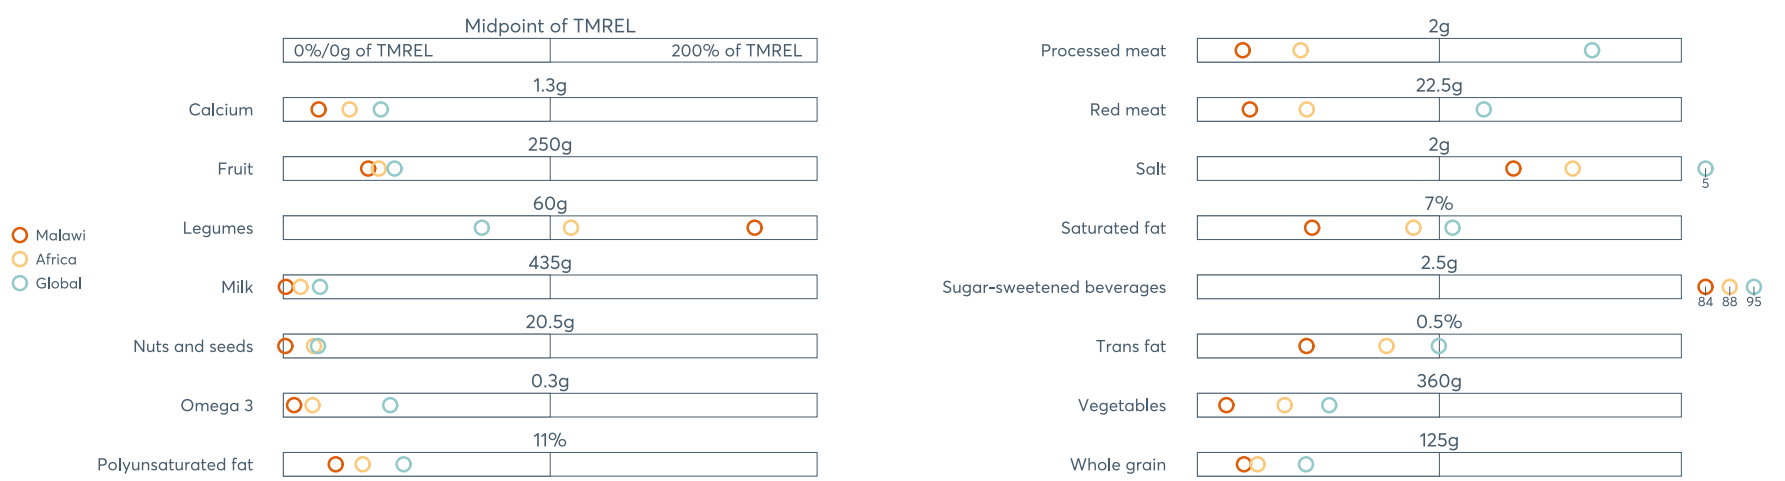 Midpoint of TMREL
0%/0g of TMREL
200% of TMREL
Calcium
1.3g
Fruit
250g
Legumes
60g
Milk
435g
Nuts and seeds
20.5g
Omega 3
0.3g
Polyunsaturated fat
11%
Malawi
Africa
Global
Processed meat
2g
Red meat
22.5g
Salt
2g
5
Saturated fat
7%
Sugar-sweetened beverages
2.5g
84 88 95
Trans fat
0.5%
Vegetables
360g
Whole grain
125g